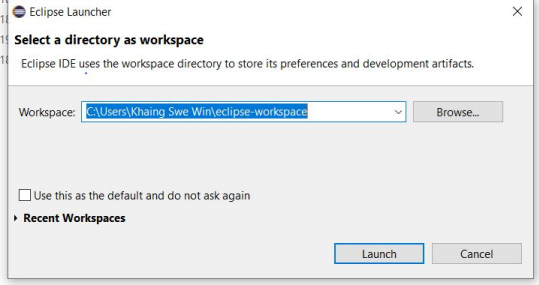 Eclipse Launcher
Select a directory as workspace
Eclipse IDE uses the workspace directory to store its preferences and development artifacts.
Workspace: C:\Users\Khaing Swe Win\eclipse-workspace Browse...
Use this as the default and do not ask again
Recent Workspaces
Launch Cancel